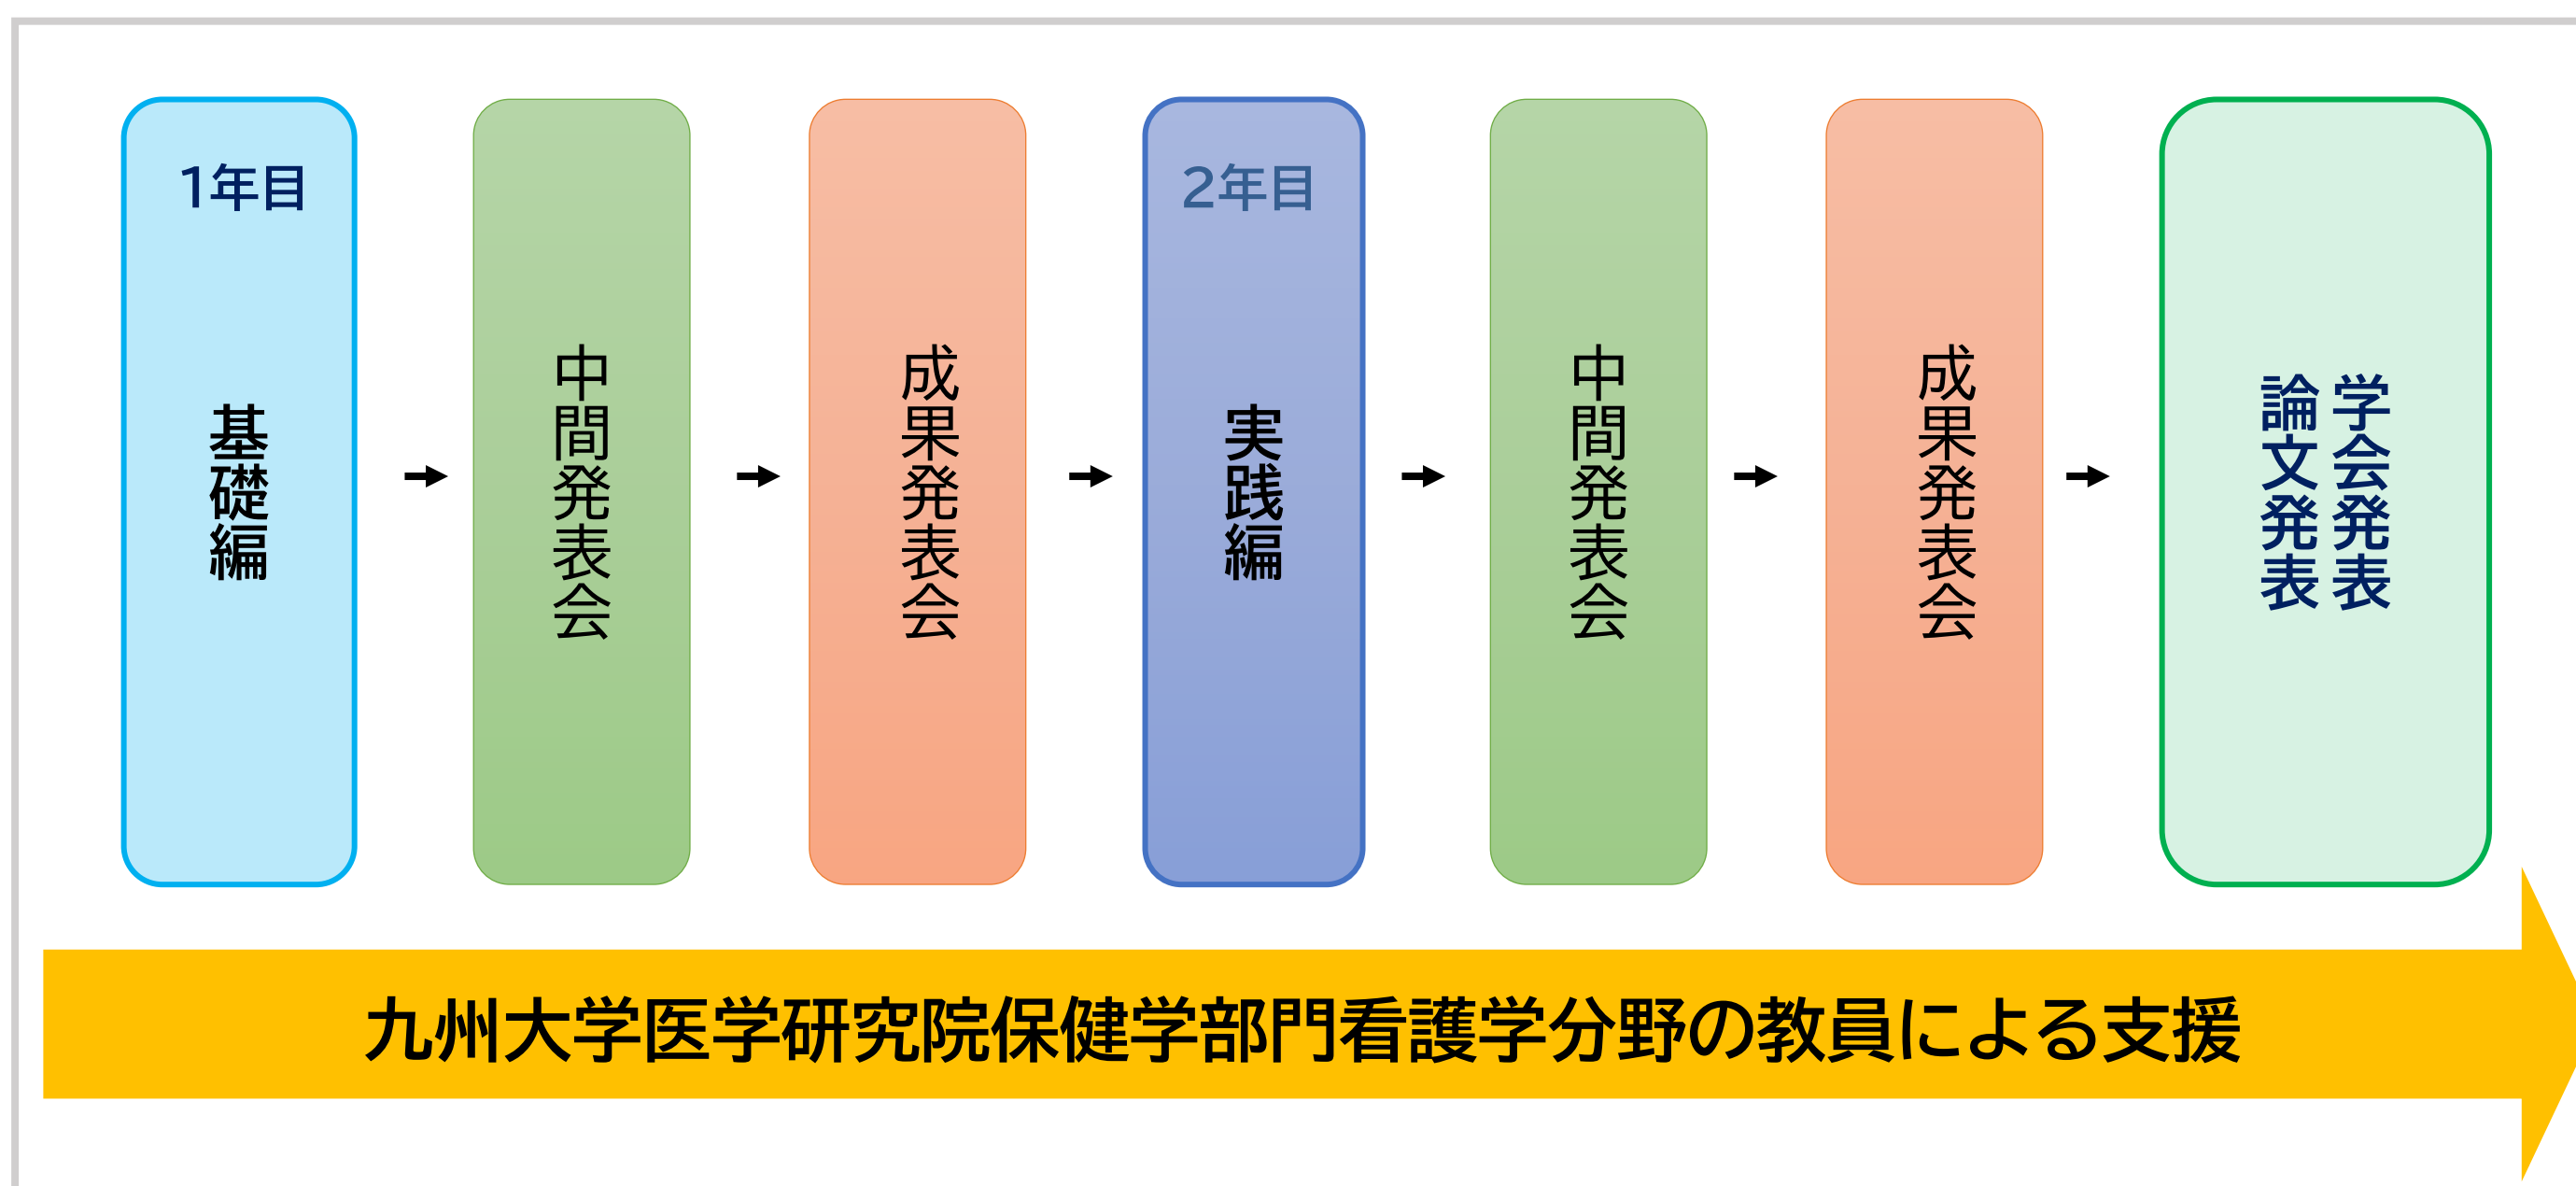 1年目
基礎編
中間発表会
成果発表会
2年目
実践編
中間発表会
成果発表会
学会発表
論文発表
九州大学医学研究院保健学部門看護学分野の教員による支援